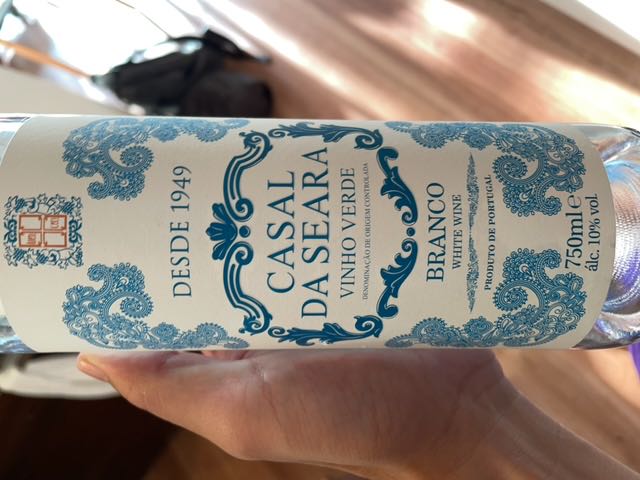 DESDE 1949
CASAL
DA SEARA
VINHO VERDE
DENOMINAÇÃO DE ORIGEM CONTROLADA
BRANCO
WHITE WINE
PRODUTO DE PORTUGAL
750ml e
álc. 10% vol